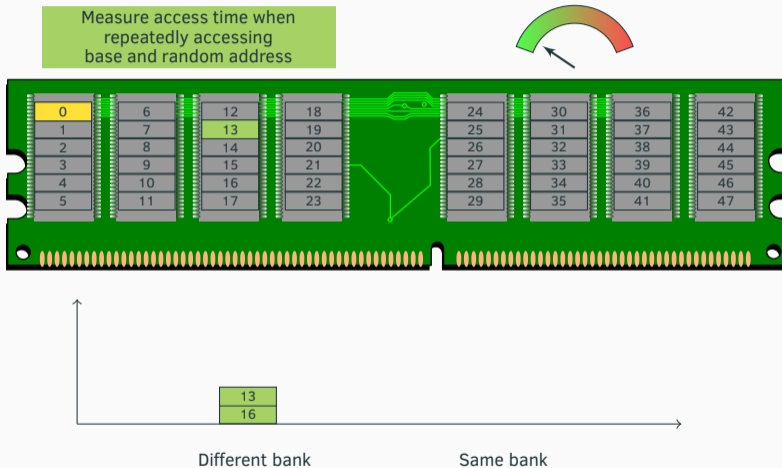 Measure access time when
repeatedly accessing
base and random address
0 6 12 18 24 30 36 42
1 7 13 19 25 31 37 43
2 8 14 20 26 32 38 44
3 9 15 21 27 33 39 45
4 10 16 22 28 34 40 46
5 11 17 23 29 35 41 47
13
16
Different bank Same bank